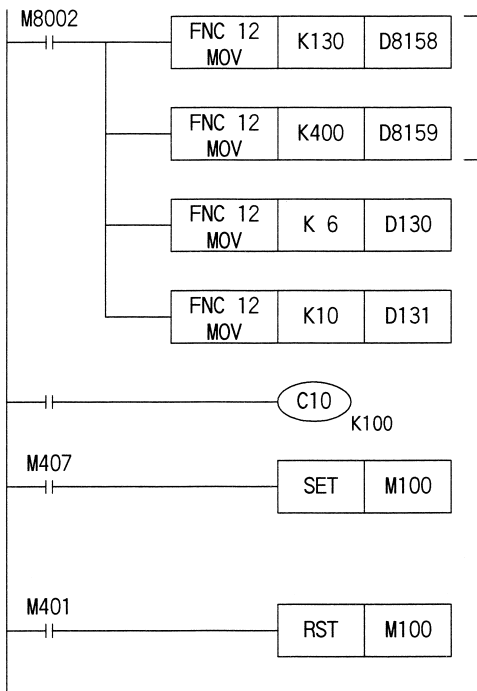 M8002
FNC 12 MOV K130 D8158
FNC 12 MOV K400 D8159
FNC 12 MOV K 6 D130
FNC 12 MOV K10 D131
C10
K100
M407
SET M100
M401
RST M100